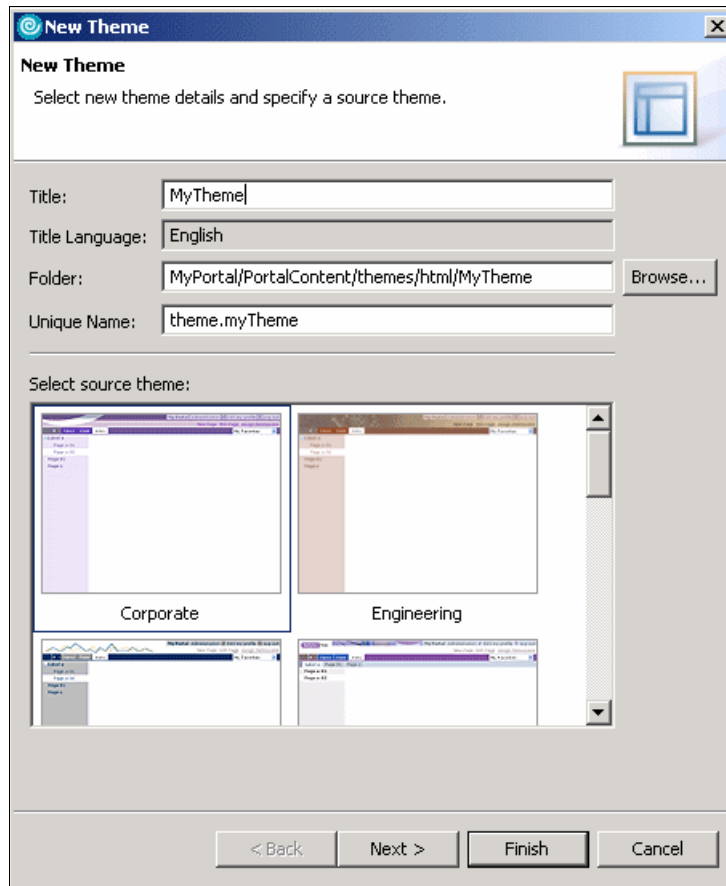 New Theme
New Theme
Select new theme details and specify a source theme.
Title: MyTheme
Title Language: English
Folder: MyPortal/PortalContent/themes/html/MyTheme Browse...
Unique Name: theme.myTheme
Select source theme:
Corporate Engineering
< Back Next > Finish Cancel